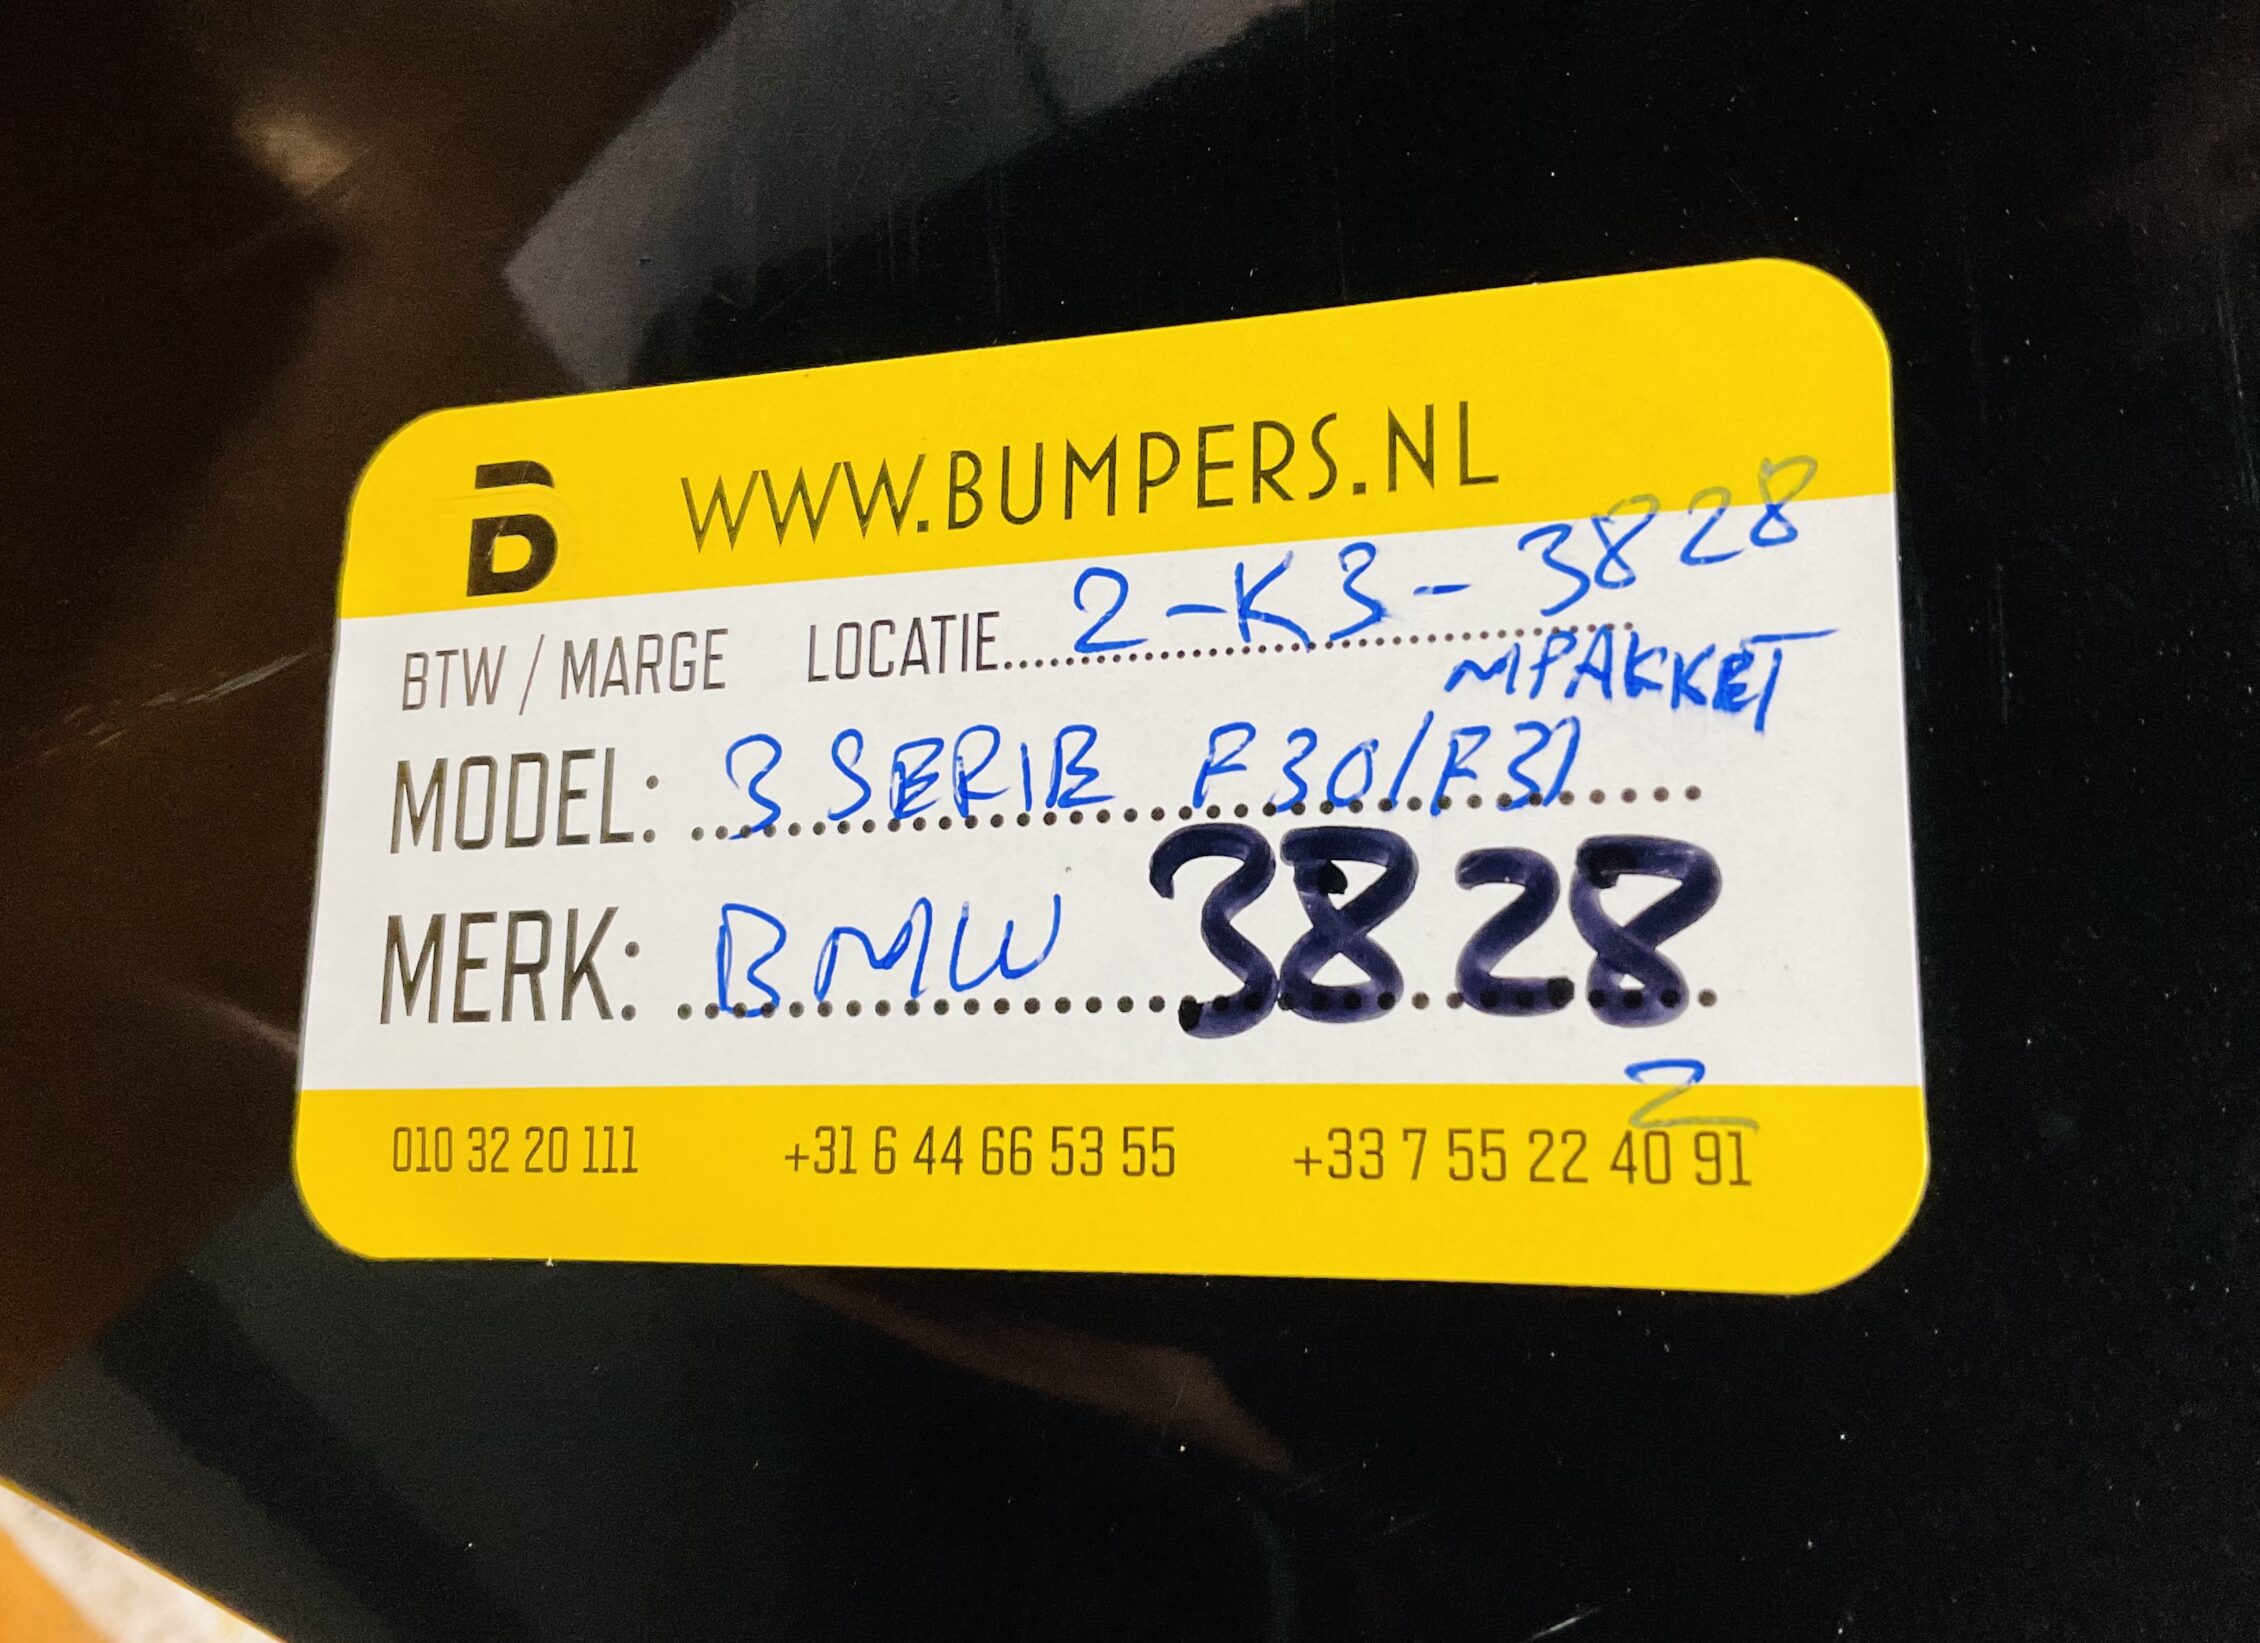 B WWW.BUMPERS.NL
BTW / MARGE LOCATIE 2-K3-3828
MPAKKET
MODEL: 3 SERIE F30/F31
MERK: BMW 3828
2
010 32 20 111 +31 6 44 66 53 55 +33 7 55 22 40 91